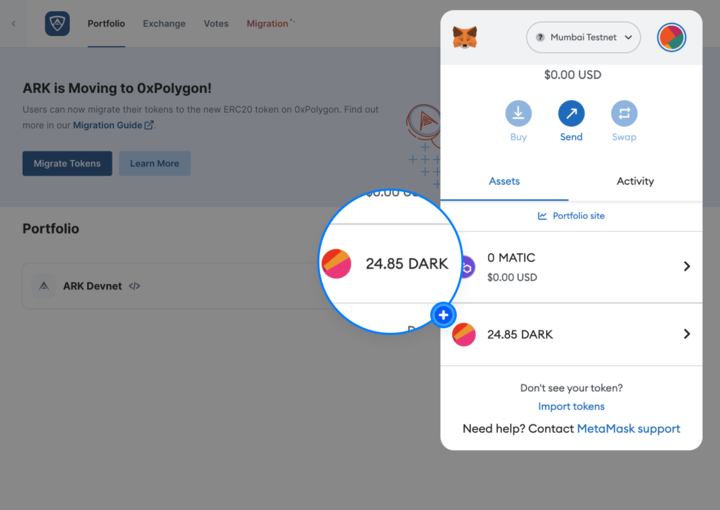 Portfolio
Exchange
Votes
Migration
ARK is Moving to 0xPolygon!
Users can now migrate their tokens to the new ERC20 token on 0xPolygon. Find out
more in our Migration Guide.
Migrate Tokens
Learn More
Portfolio
ARK Devnet </>
$0.00 U
24.85 DARK
Mumbai Testnet
$0.00 USD
Buy
Send
Swap
Assets
Activity
Portfolio site
0 MATIC
$0.00 USD
24.85 DARK
Don't see your token?
Import tokens
Need help? Contact MetaMask support